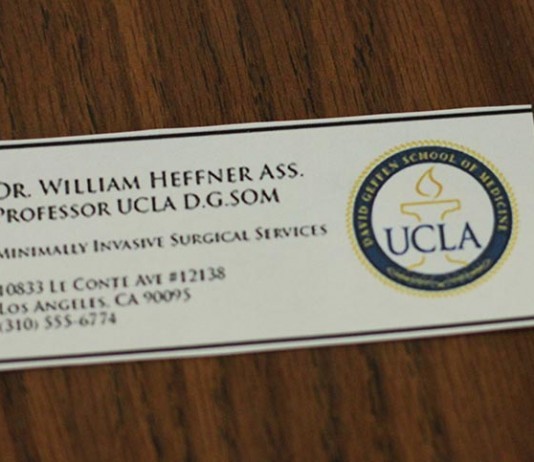 DR. WILLIAM HEFFNER ASS.
PROFESSOR UCLA D.G.SOM
MINIMALLY INVASIVE SURGICAL SERVICES
10833 LE CONTE AVE #12138
LOS ANGELES, CA 90095
(310) 555-6774
DAVID GEFFEN SCHOOL OF MEDICINE
UCLA